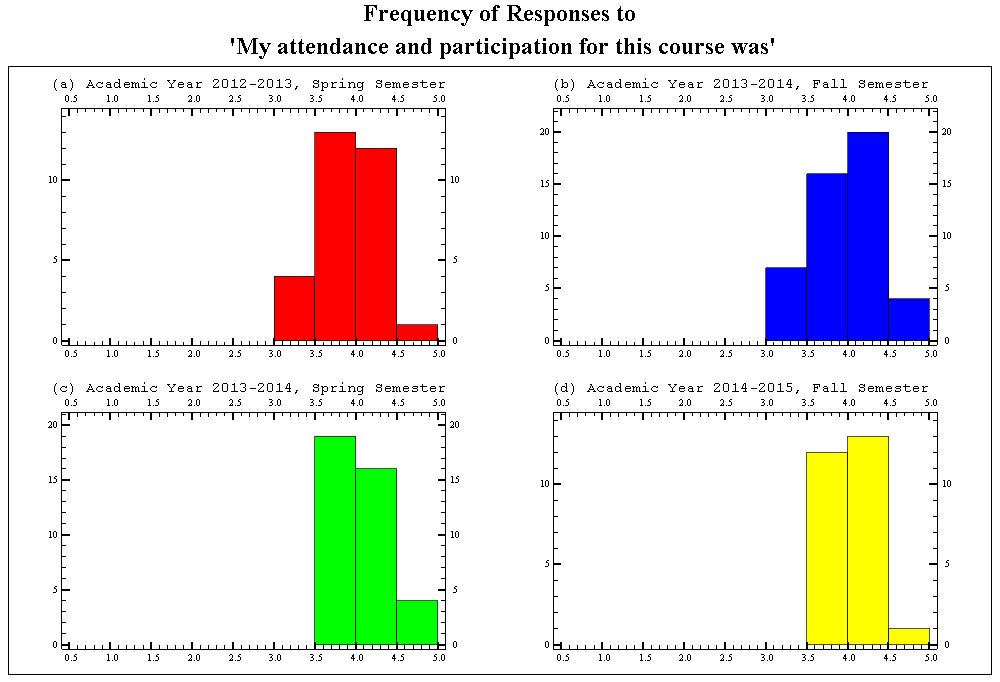 Frequency of Responses to
'My attendance and participation for this course was'
(a) Academic Year 2012-2013, Spring Semester
0.5 1.0 1.5 2.0 2.5 3.0 3.5 4.0 4.5 5.0
10 10
5 5
0 0
0.5 1.0 1.5 2.0 2.5 3.0 3.5 4.0 4.5 5.0
(b) Academic Year 2013-2014, Fall Semester
0.5 1.0 1.5 2.0 2.5 3.0 3.5 4.0 4.5 5.0
20 20
15 15
10 10
5 5
0 0
0.5 1.0 1.5 2.0 2.5 3.0 3.5 4.0 4.5 5.0
(c) Academic Year 2013-2014, Spring Semester
0.5 1.0 1.5 2.0 2.5 3.0 3.5 4.0 4.5 5.0
20 20
15 15
10 10
5 5
0 0
0.5 1.0 1.5 2.0 2.5 3.0 3.5 4.0 4.5 5.0
(d) Academic Year 2014-2015, Fall Semester
0.5 1.0 1.5 2.0 2.5 3.0 3.5 4.0 4.5 5.0
10 10
5 5
0 0
0.5 1.0 1.5 2.0 2.5 3.0 3.5 4.0 4.5 5.0